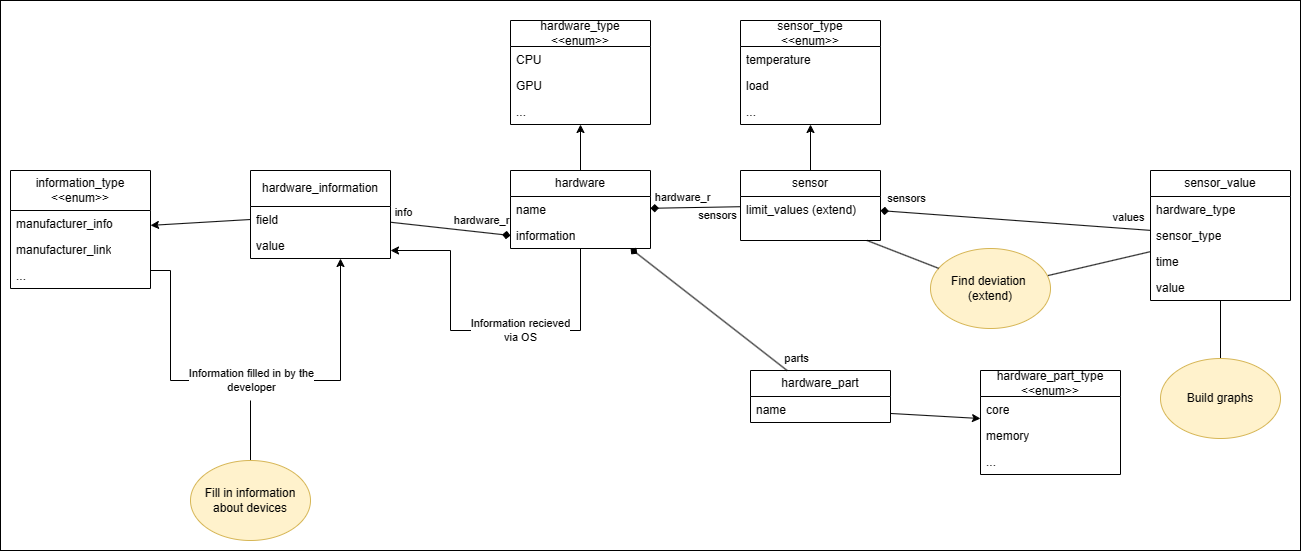 hardware_type
<<enum>>
CPU
GPU
...
sensor_type
<<enum>>
temperature
load
...
information_type
<<enum>>
manufacturer_info
manufacturer_link
...
hardware_information
field
value
info
hardware_r
hardware
name
information
hardware_r
sensors
sensor
limit_values (extend)
sensors
values
sensor_value
hardware_type
sensor_type
time
value
Find deviation
(extend)
Information recieved
via OS
Information filled in by the
developer
parts
hardware_part
name
hardware_part_type
<<enum>>
core
memory
...
Build graphs
Fill in information
about devices